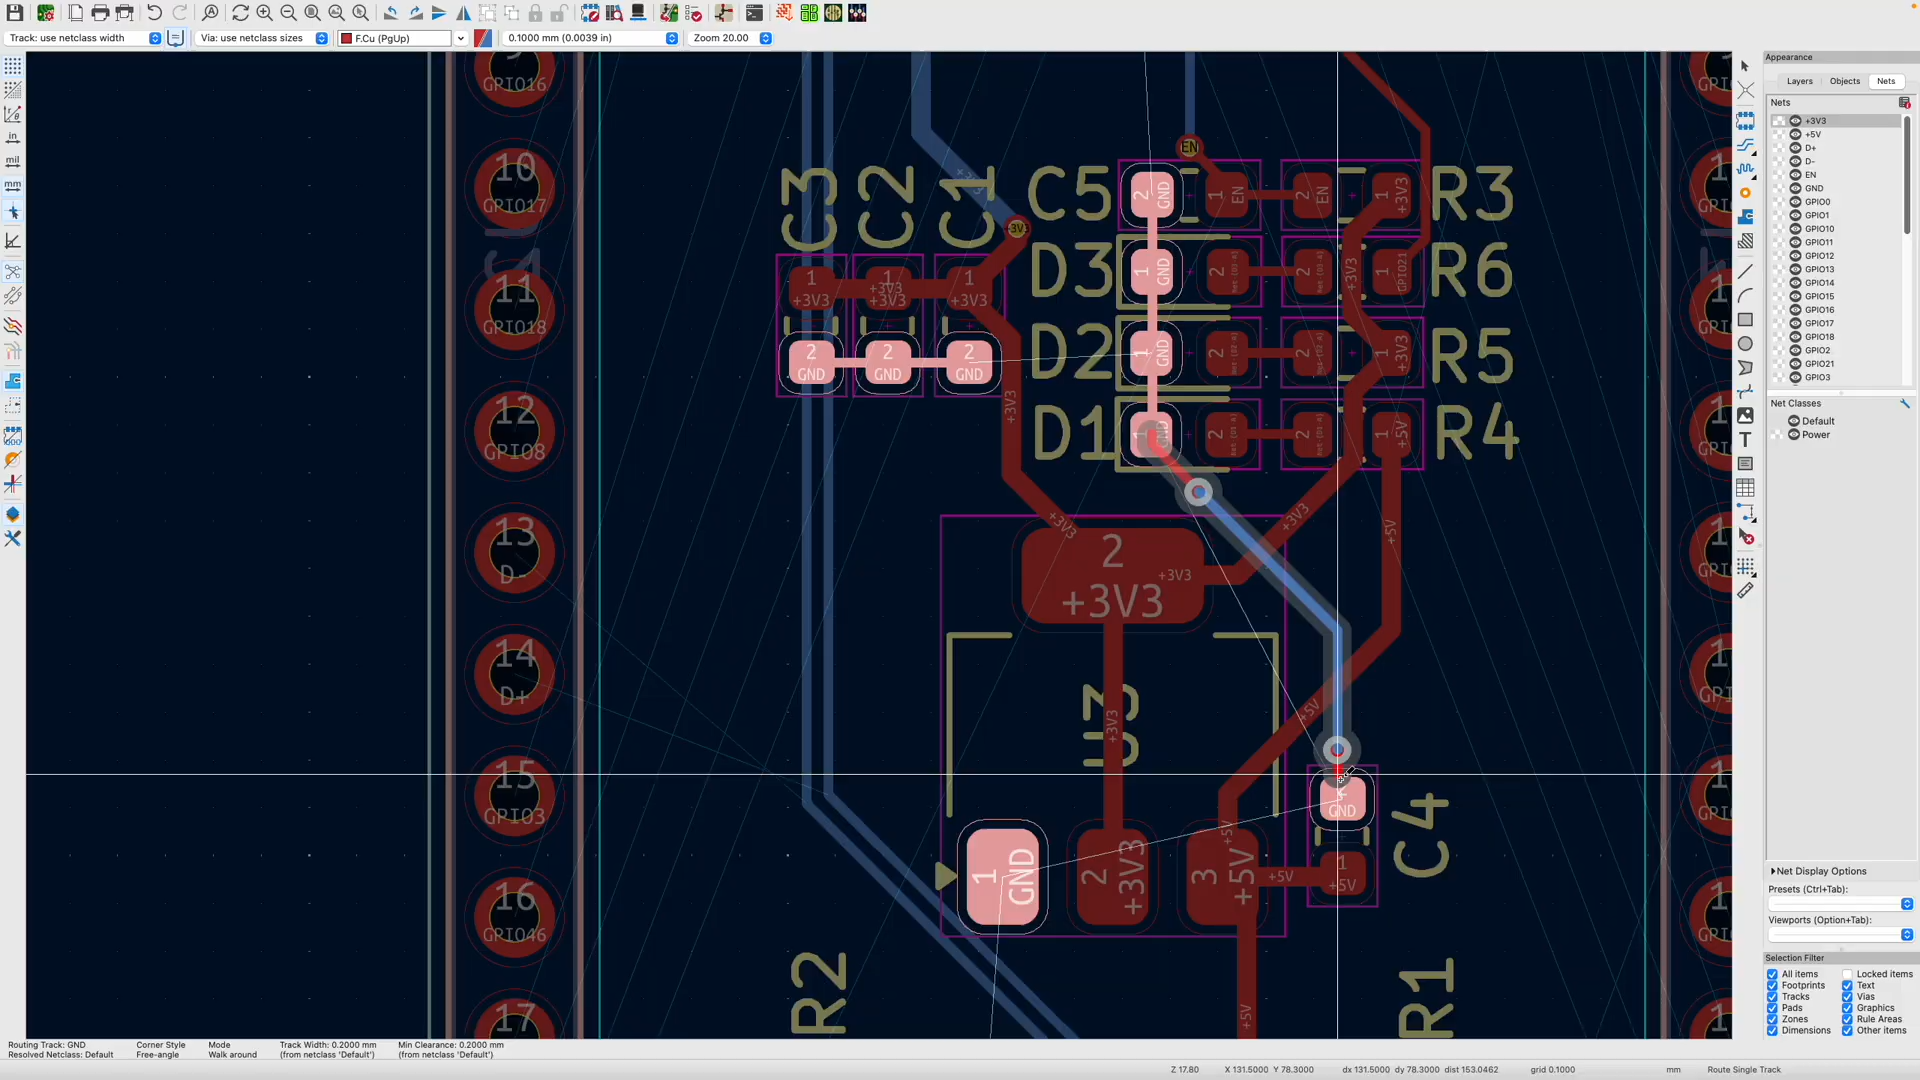 Track: use netclass width
Via: use netclass sizes
F.Cu (PgUp)
0.1000 mm (0.0039 in)
Zoom 20.00
in
mil
mm
GPIO16
10
GPIO17
11
GPIO18
12
GPIO8
13
D-
14
D+
15
GPIO3
16
GPIO46
17
C3
C2
C1
+3V3
1
+3V3
1
+3V3
+3V3
1
+3V3
2
GND
2
GND
2
GND
+3V3
EN
C5
2
GND
1
EN
2
EN
1
+3V3
R3
D3
1
GND
2
2
1
GPIO21
R6
+3V3
D2
1
GND
2
2
1
+3V3
R5
D1
1
GND
2
2
1
+5V
R4
+3V3
+3V3
+5V
2
+3V3
+3V3
U3
+3V3
+5V
1
GND
2
+3V3
3
+5V
+5V
+5V
GND
1
+5V
C4
R2
R1
+5V
Appearance
Layers
Objects
Nets
Nets
+3V3
+5V
D+
D-
EN
GND
GPIO0
GPIO1
GPIO10
GPIO11
GPIO12
GPIO13
GPIO14
GPIO15
GPIO16
GPIO17
GPIO18
GPIO2
GPIO21
GPIO3
Net Classes
Default
Power
Net Display Options
Presets (Ctrl+Tab):
Viewports (Option+Tab):
Selection Filter
All items
Locked items
Footprints
Text
Tracks
Vias
Pads
Graphics
Zones
Rule Areas
Dimensions
Other items
Routing Track: GND
Corner Style
Mode
Track Width: 0.2000 mm
Min Clearance: 0.2000 mm
Resolved Netclass: Default
Free-angle
Walk around
(from netclass 'Default')
(from netclass 'Default')
Z 17.80
X 131.5000 Y 78.3000
dx 131.5000 dy 78.3000 dist 153.0462
grid 0.1000
mm
Route Single Track